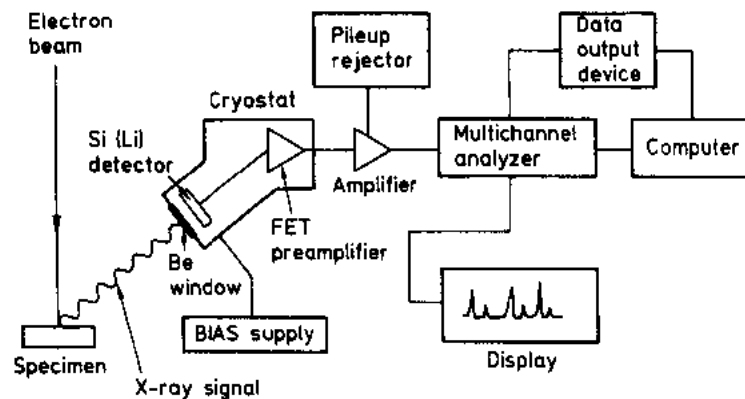 Electron
beam
Pileup
rejector
Data
output
device
Cryostat
Si (Li)
detector
Multichannel
analyzer
Computer
Amplifier
FET
preamplifier
Be
window
BIAS supply
Specimen
X-ray signal
Display